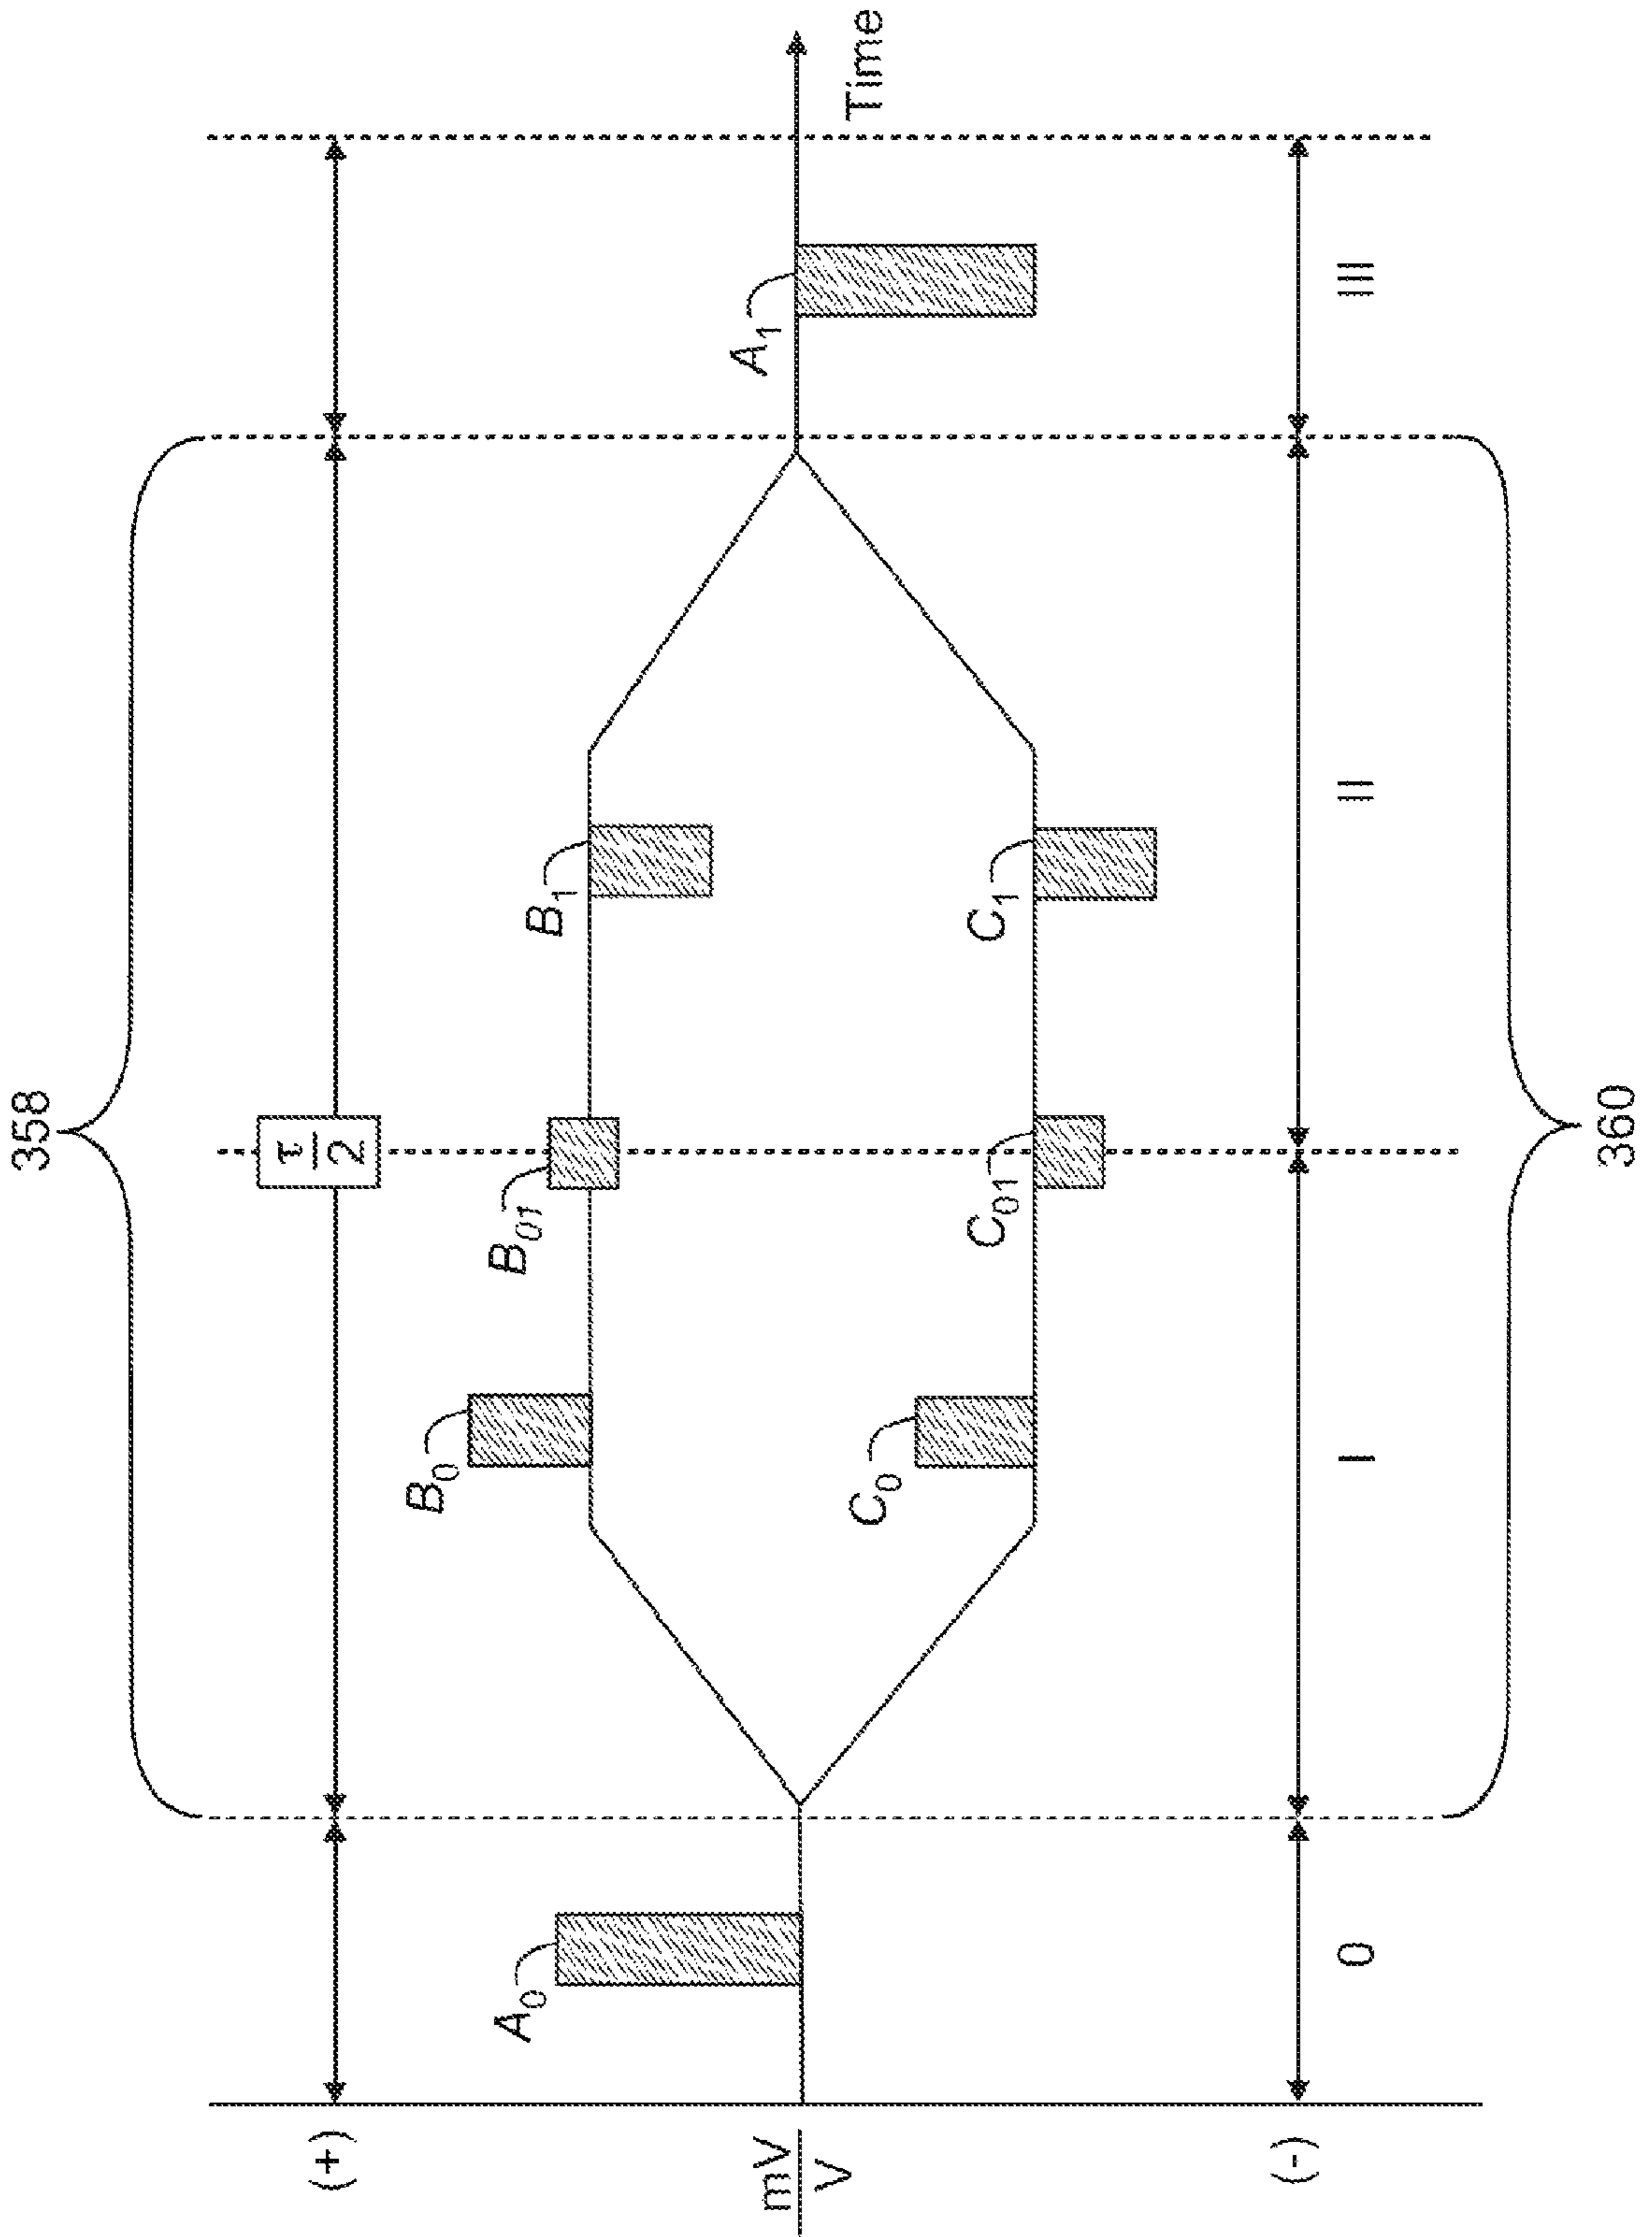 358
(+)
τ
2
B0
B01
B1
A0
A1
mV
V
Time
C0
C01
C1
(-)
0
I
II
III
360